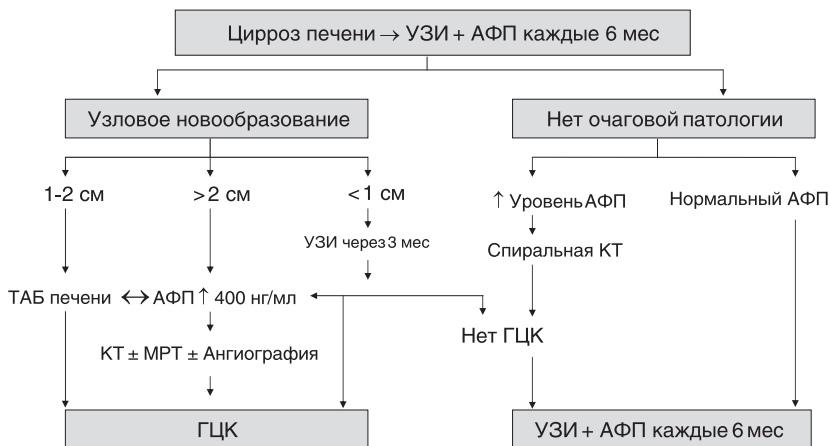 Цирроз печени → УЗИ + АФП каждые 6 мес
Узловое новообразование
Нет очаговой патологии
1-2 см
>2 см
<1 см
↑ Уровень АФП
Нормальный АФП
УЗИ через 3 мес
Спиральная КТ
ТАБ печени ↔ АФП ↑ 400 нг/мл
Нет ГЦК
КТ ± МРТ ± Ангиография
ГЦК
УЗИ + АФП каждые 6 мес